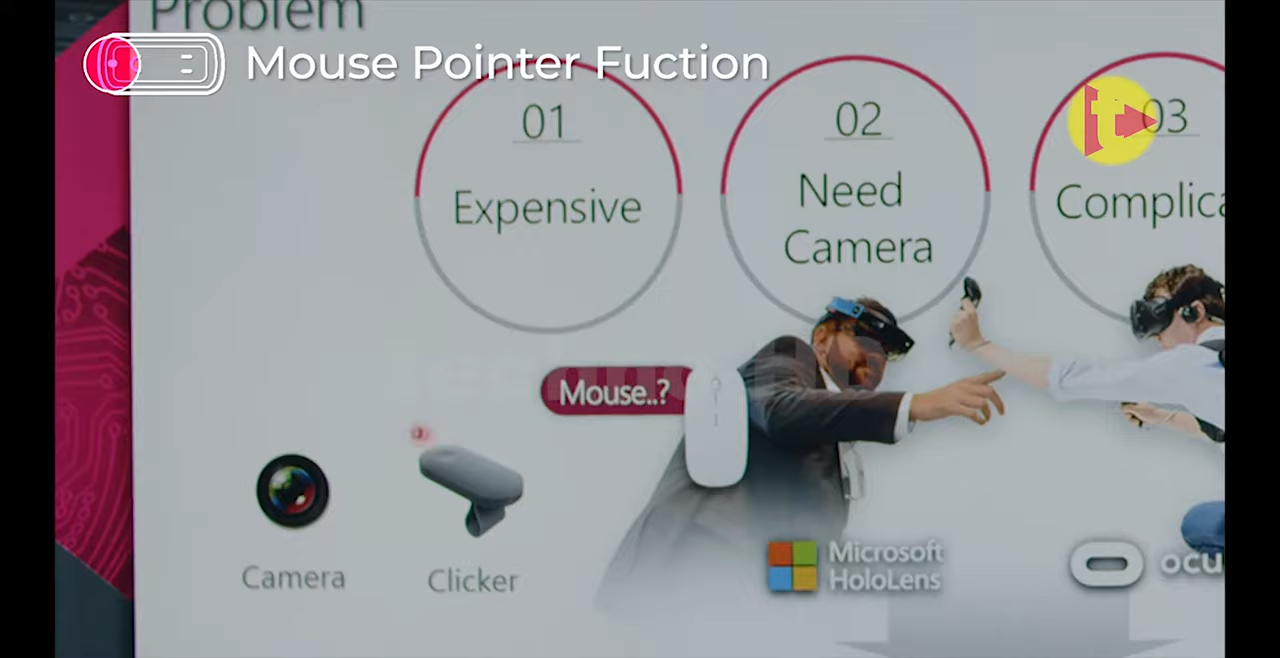 Problem
Mouse Pointer Fuction
01
Expensive
02
Need
Camera
03
Complica
Mouse..?
Camera
Clicker
Microsoft
HoloLens
ocu